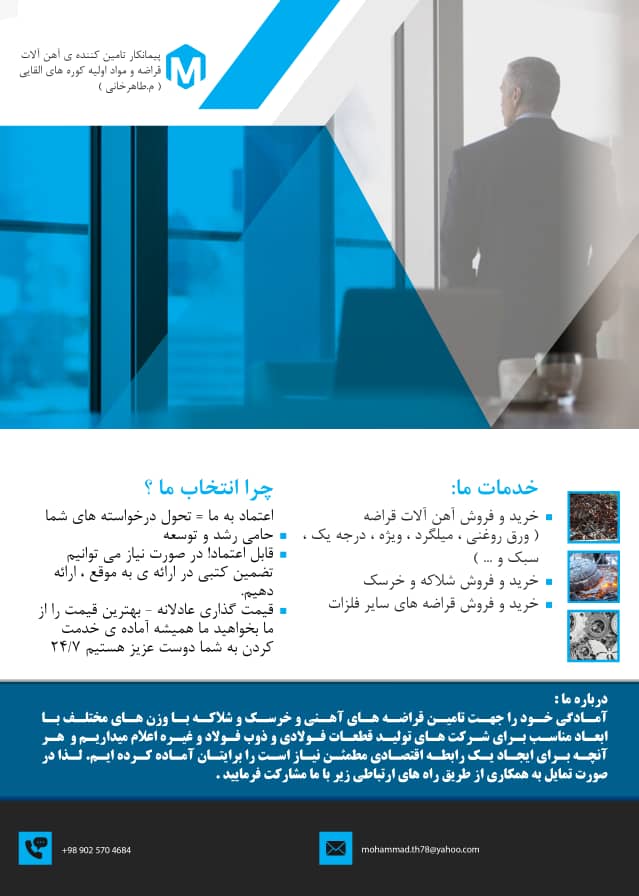 پیمانکار تامین کننده ی آهن آلات
قراضه و مواد اولیه کوره های القایی
( م.طاهرخانی )
M
خدمات ما:
خرید و فروش آهن آلات قراضه
( ورق روغنی ، میلگرد ، ویژه ، درجه یک ،
سبک و ... )
خرید و فروش شلاکه و خرسک
خرید و فروش قراضه های سایر فلزات
چرا انتخاب ما ؟
اعتماد به ما = تحول درخواسته های شما
حامی رشد و توسعه
قابل اعتماد! در صورت نیاز می توانیم
تضمین کتبی در ارائه ی به موقع ، ارائه
دهیم.
قیمت گذاری عادلانه - بهترین قیمت را از
ما بخواهید ما همیشه آماده ی خدمت
کردن به شما دوست عزیز هستیم ۲۴/۷
درباره ما :
آمادگی خود را جهت تامین قراضه های آهنی و خرسک و شلاکه با وزن های مختلف با
ابعاد مناسب برای شرکت های تولید قطعات فولادی و ذوب فولاد و غیره اعلام میداریم و هر
آنچه برای ایجاد یک رابطه اقتصادی مطمئن نیاز است را برایتان آماده کرده ایم. لذا در
صورت تمایل به همکاری از طریق راه های ارتباطی زیر با ما مشارکت فرمایید .
+98 902 570 4684
mohammad.th78@yahoo.com